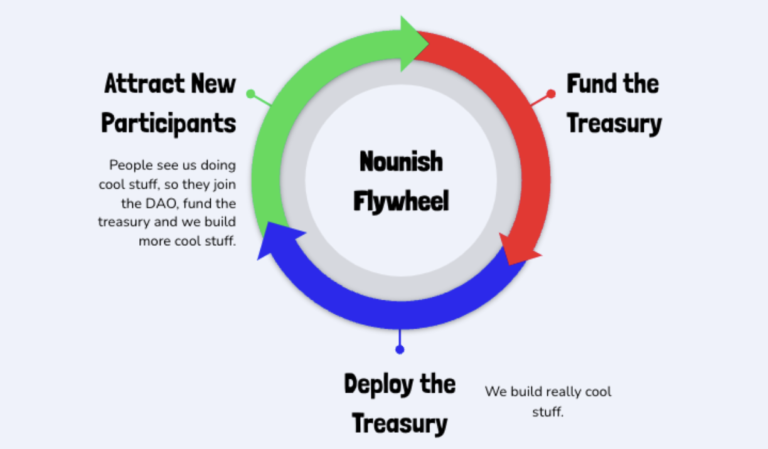 Attract New
Participants
People see us doing
cool stuff, so they join
the DAO, fund the
treasury and we build
more cool stuff.
Nounish
Flywheel
Fund the
Treasury
Deploy the
Treasury
We build really cool
stuff.